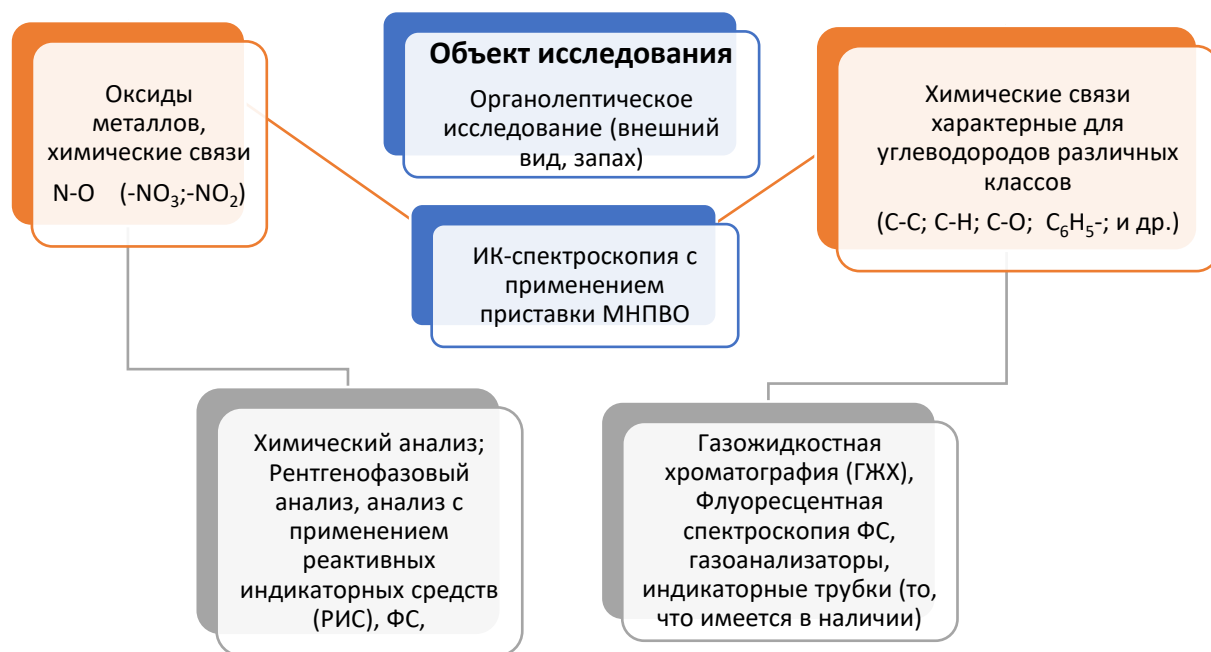 Объект исследования
Органолептическое
исследование (внешний
вид, запах)
Оксиды
металлов,
химические связи
N-O (-NO₃;-NO₂)
Химические связи
характерные для
углеводородов различных
классов
(С-С; С-Н; С-О; C₆H₅-; и др.)
ИК-спектроскопия с
применением
приставки МНПВО
Химический анализ;
Рентгенофазовый
анализ, анализ с
применением
реактивных
индикаторных средств
(РИС), ФС,
Газожидкостная
хроматография (ГЖХ),
Флуоресцентная
спектроскопия ФС,
газоанализаторы,
индикаторные трубки (то,
что имеется в наличии)